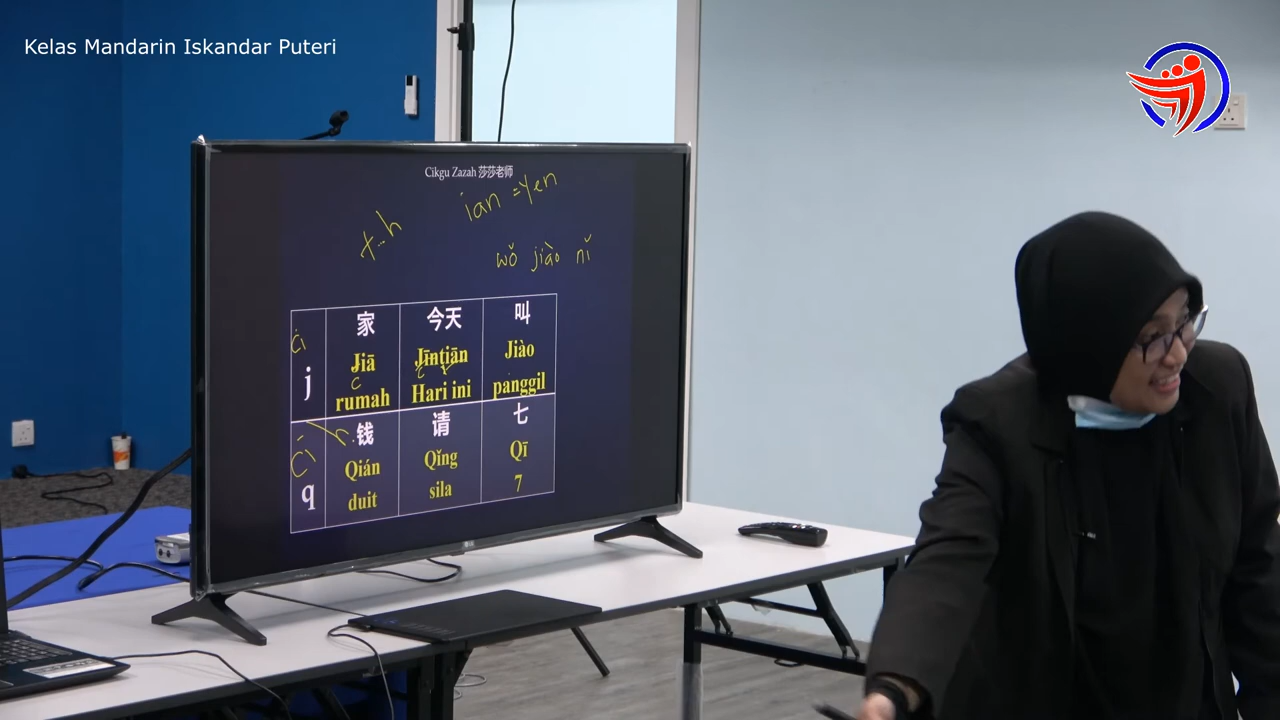 Kelas Mandarin Iskandar Puteri
Cikgu Zazah 莎莎老师
ian = yen
wǒ jiào nǐ
j
家
Jiā
rumah
今天
Jīntiān
Hari ini
叫
Jiào
panggil
q
钱
Qián
duit
请
Qǐng
sila
七
Qī
7